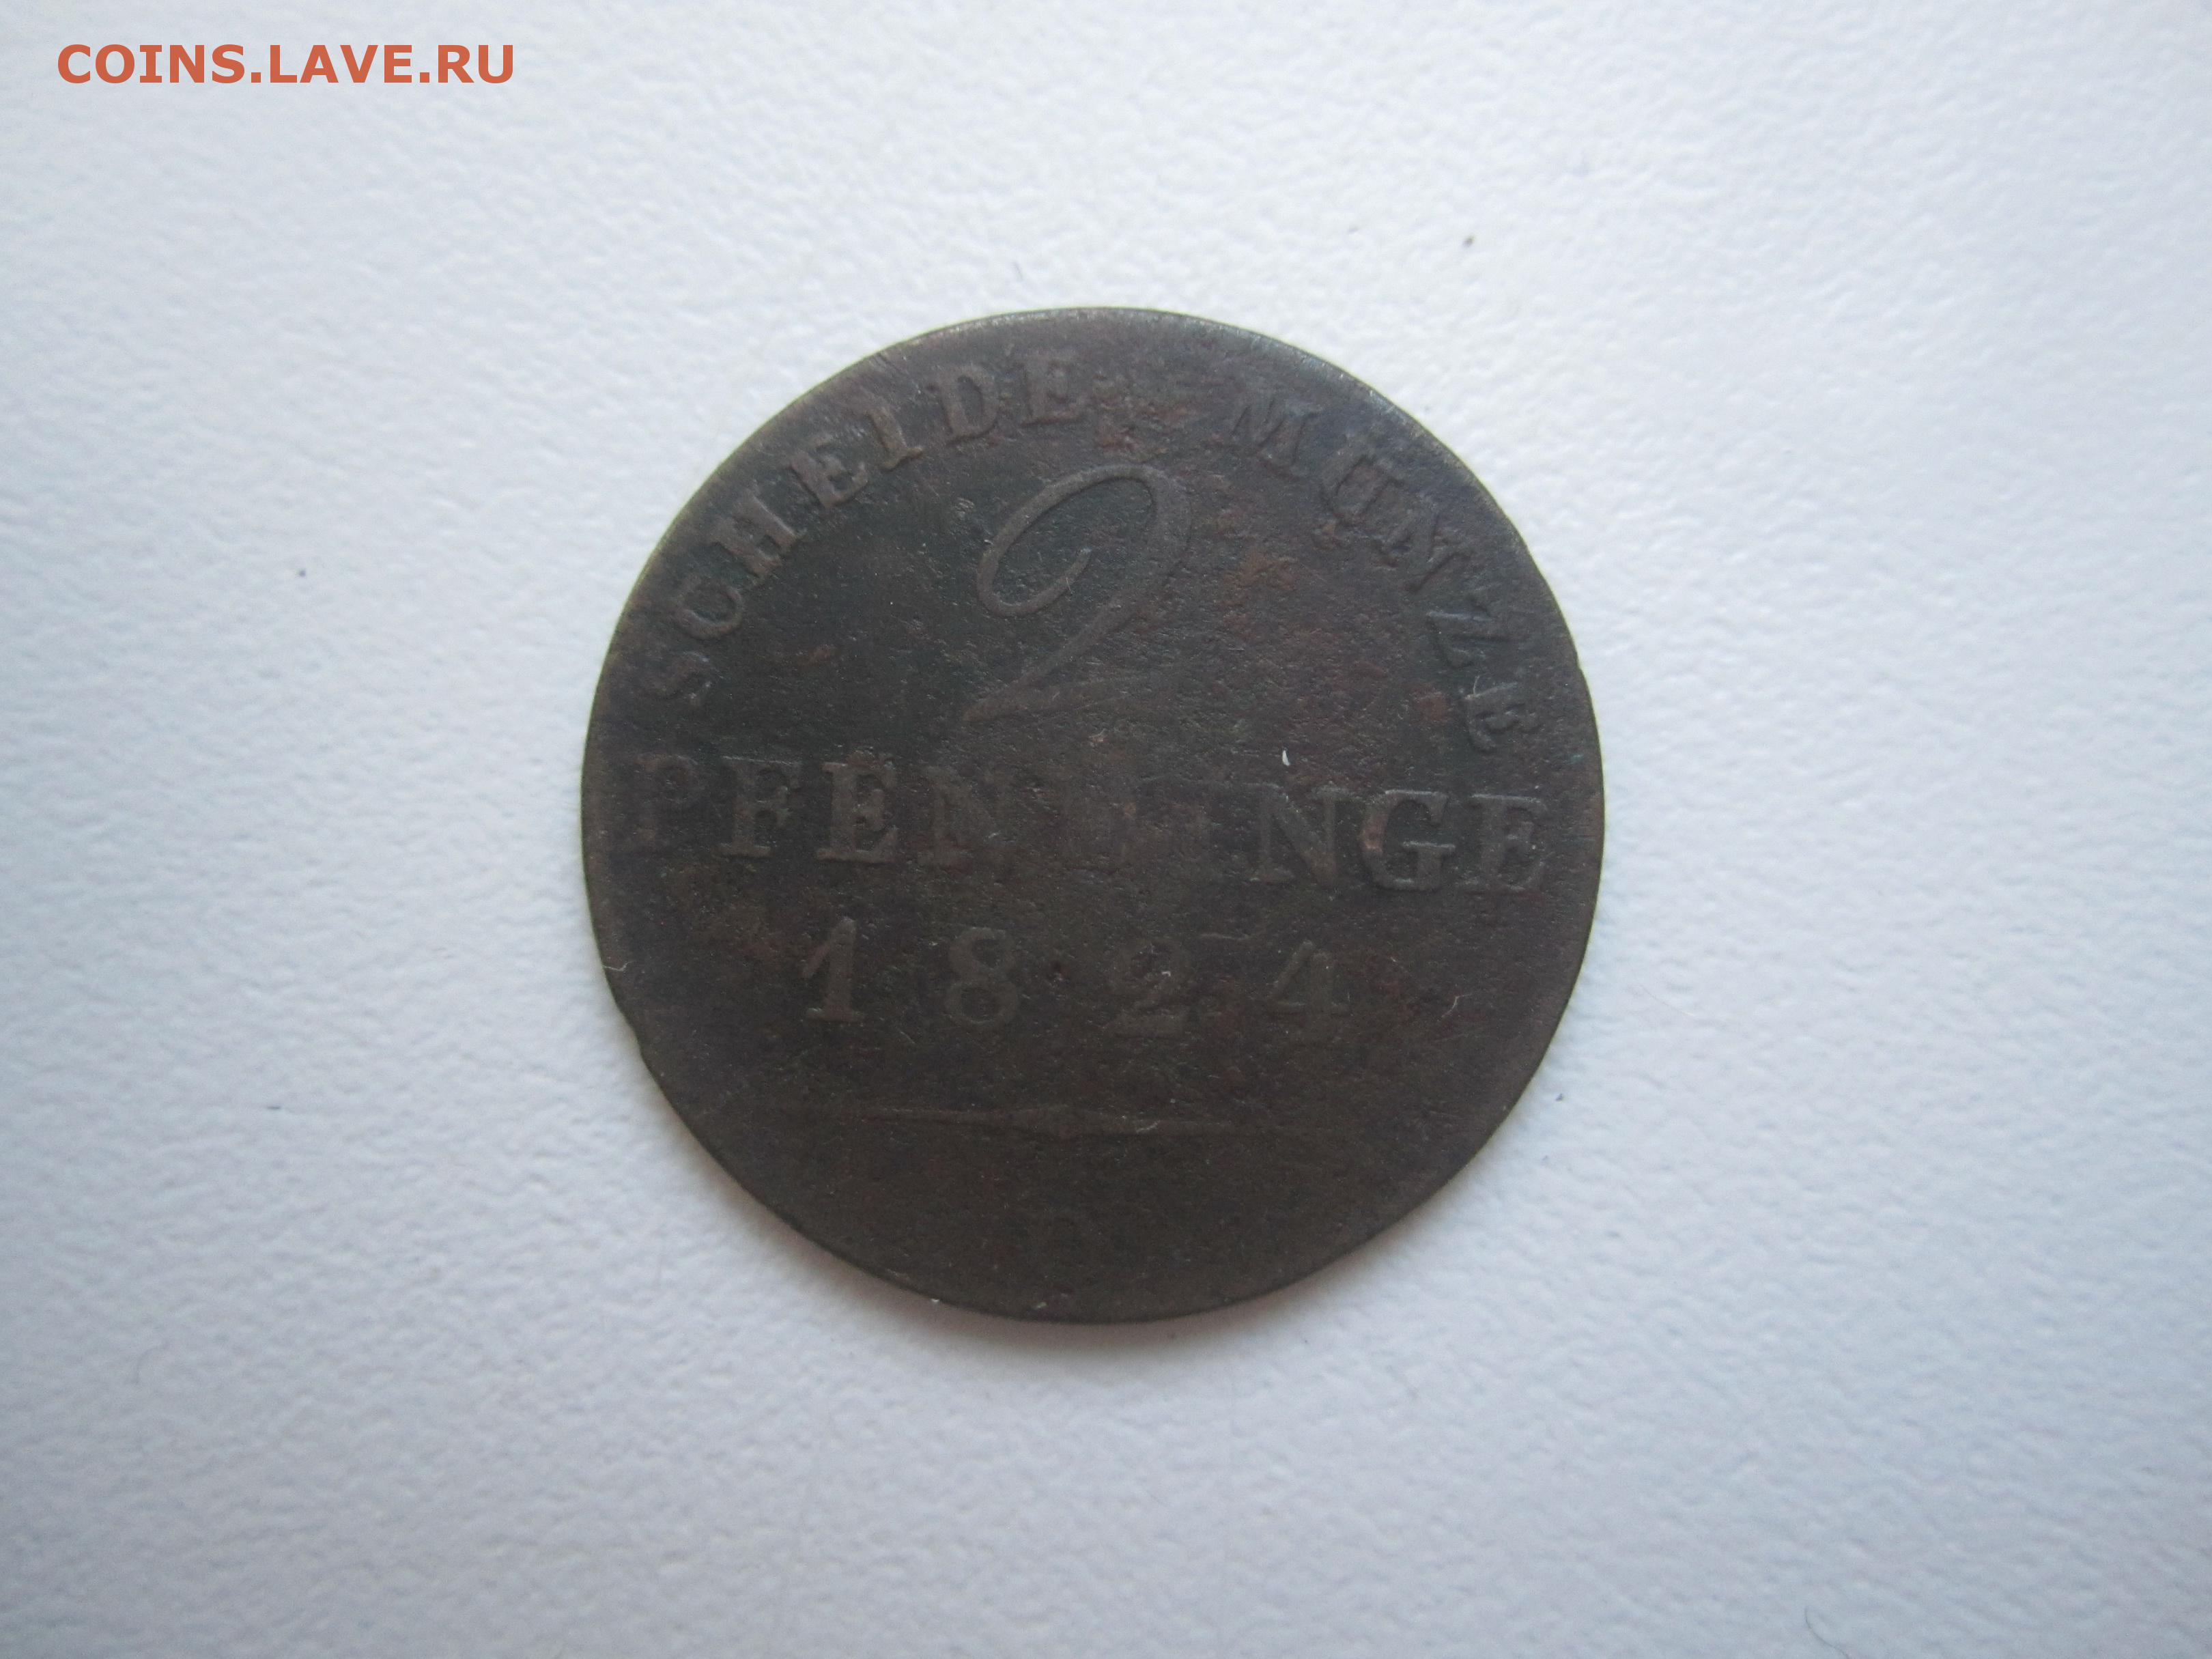 COINS.LAVE.RU
SCHEIDE MÜNZE
2
PFENNINGE
1824
D